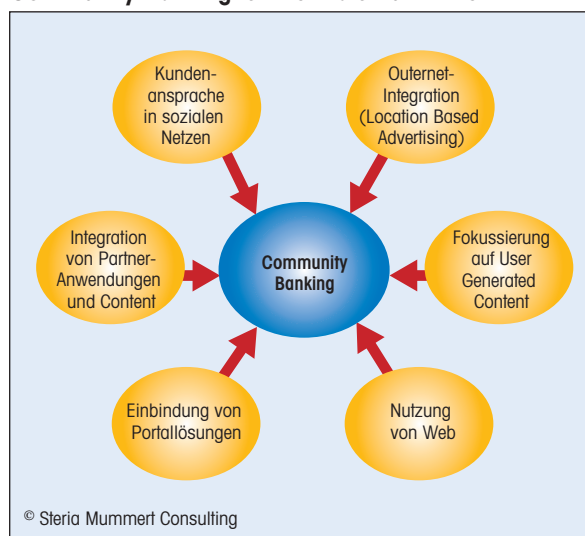 Kunden-
ansprache
in sozialen
Netzen
Outernet-
Integration
(Location Based
Advertising)
Integration
von Partner-
Anwendungen
und Content
Community
Banking
Fokussierung
auf User
Generated
Content
Einbindung von
Portallösungen
Nutzung
von Web
© Steria Mummert Consulting